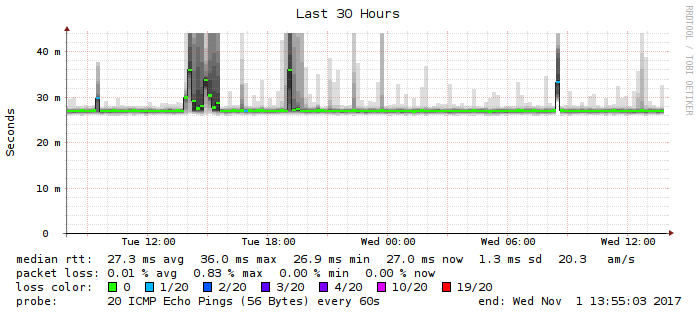 Last 30 Hours
RRDTOOL / TOBI OETIKER
Seconds
40 m
30 m
20 m
10 m
0
Tue 12:00 Tue 18:00 Wed 00:00 Wed 06:00 Wed 12:00
median rtt: 27.3 ms avg 36.0 ms max 26.9 ms min 27.0 ms now 1.3 ms sd 20.3 am/s
packet loss: 0.01 % avg 0.83 % max 0.00 % min 0.00 % now
loss color: 0 1/20 2/20 3/20 4/20 10/20 19/20
probe: 20 ICMP Echo Pings (56 Bytes) every 60s end: Wed Nov 1 13:55:03 2017